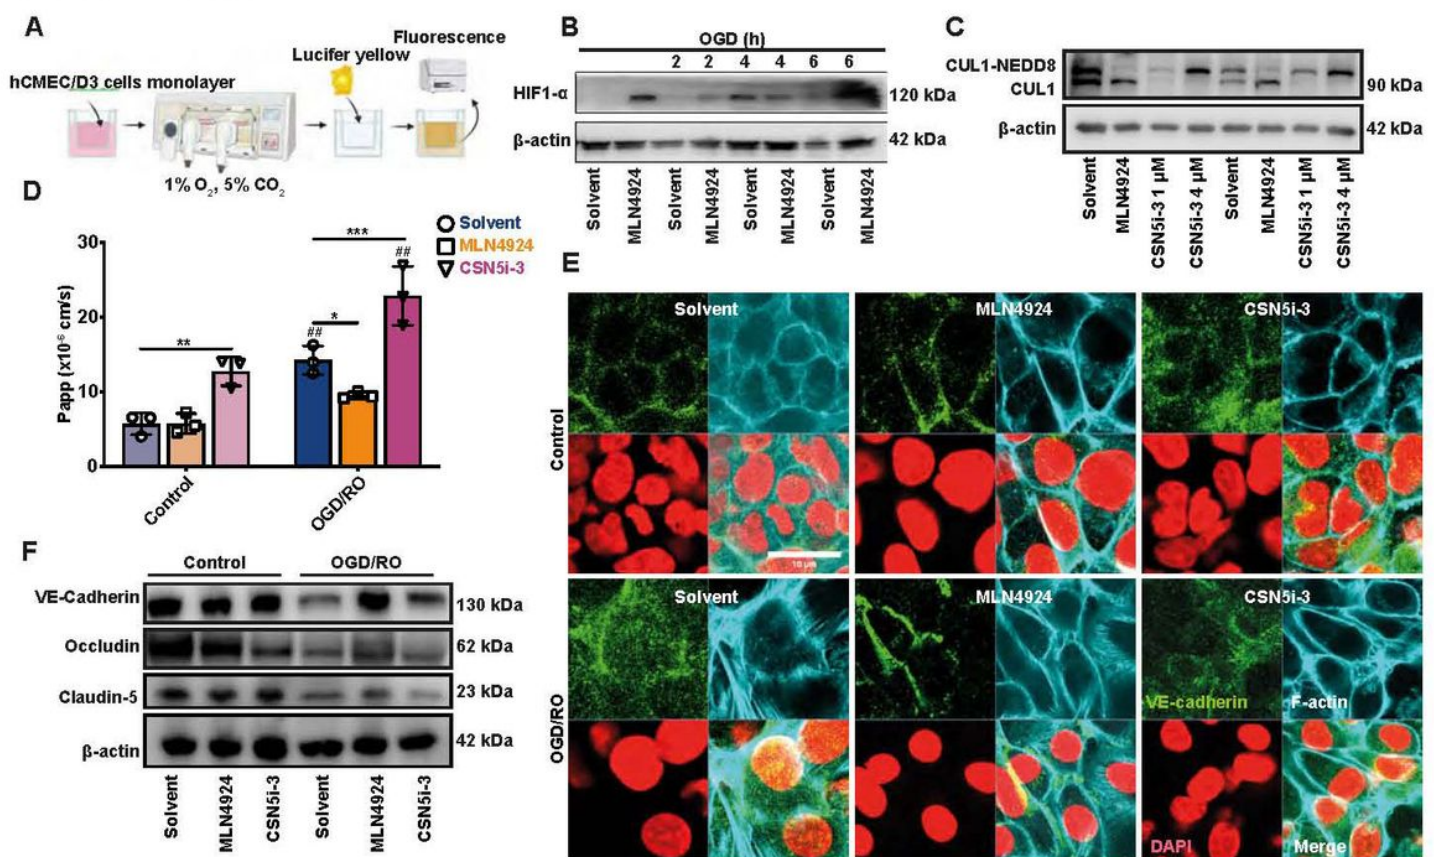 A
hCMEC/D3 cells monolayer
Lucifer yellow
Fluorescence
1% O2, 5% CO2
B
OGD (h)
2 2 4 4 6 6
HIF1-α
120 kDa
β-actin
42 kDa
Solvent
MLN4924
Solvent
MLN4924
Solvent
MLN4924
Solvent
MLN4924
C
CUL1-NEDD8
CUL1
90 kDa
β-actin
42 kDa
Solvent
MLN4924
CSN5i-3 1 µM
CSN5i-3 4 µM
Solvent
MLN4924
CSN5i-3 1 µM
CSN5i-3 4 µM
D
Solvent
MLN4924
CSN5i-3
Papp (x10-6 cm/s)
30
20
10
0
**
##
*
***
##
Control
OGD/RO
E
Control
Solvent
MLN4924
CSN5i-3
10 µm
OGD/RO
Solvent
MLN4924
CSN5i-3
VE-cadherin
F-actin
DAPI
Merge
F
Control OGD/RO
VE-Cadherin
130 kDa
Occludin
62 kDa
Claudin-5
23 kDa
β-actin
42 kDa
Solvent
MLN4924
CSN5i-3
Solvent
MLN4924
CSN5i-3